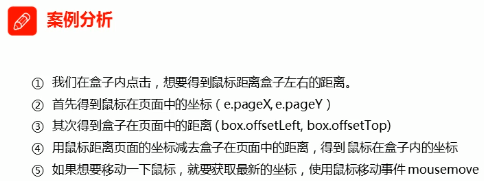 案例分析
① 我们在盒子内点击，想要得到鼠标距离盒子左右的距离。
② 首先得到鼠标在页面中的坐标（e.pageX, e.pageY）
③ 其次得到盒子在页面中的距离 ( box.offsetLeft, box.offsetTop)
④ 用鼠标距离页面的坐标减去盒子在页面中的距离，得到 鼠标在盒子内的坐标
⑤ 如果想要移动一下鼠标，就要获取最新的坐标，使用鼠标移动事件 mousemove